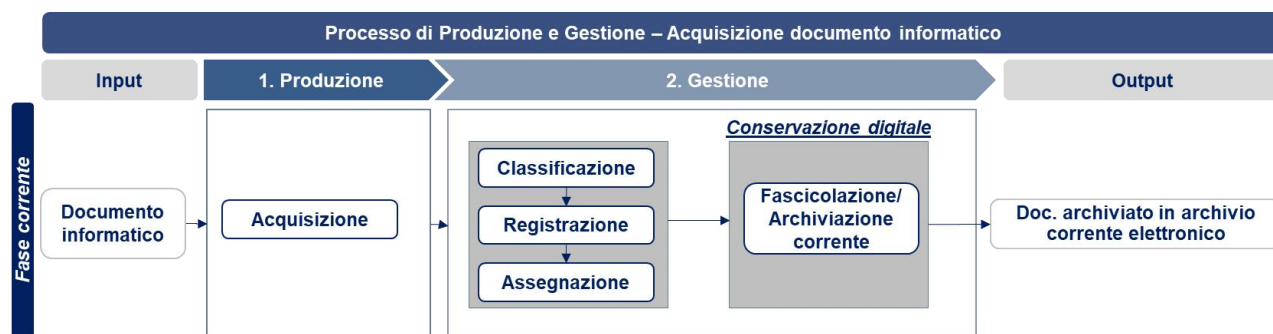 Processo di Produzione e Gestione – Acquisizione documento informatico
Input
1. Produzione
2. Gestione
Output
Fase corrente
Documento
informatico
Acquisizione
Classificazione
Registrazione
Assegnazione
Conservazione digitale
Fascicolazione/
Archiviazione
corrente
Doc. archiviato in archivio
corrente elettronico